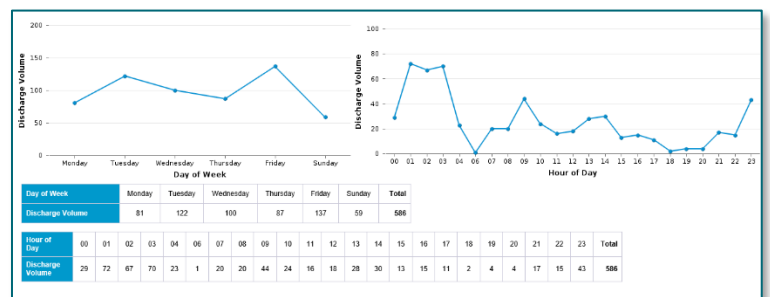 200
150
100
50
0
Discharge Volume
Monday Tuesday Wednesday Thursday Friday Sunday
Day of Week
100
80
60
40
20
0
Discharge Volume
00 01 02 03 04 06 07 08 09 10 11 12 13 14 15 16 17 18 19 20 21 22 23
Hour of Day
Day of Week Monday Tuesday Wednesday Thursday Friday Sunday Total
Discharge Volume 81 122 100 87 137 59 586
Hour of
Day 00 01 02 03 04 06 07 08 09 10 11 12 13 14 15 16 17 18 19 20 21 22 23 Total
Discharge
Volume 29 72 67 70 23 1 20 20 44 24 16 18 28 30 13 15 11 2 4 4 17 15 43 586